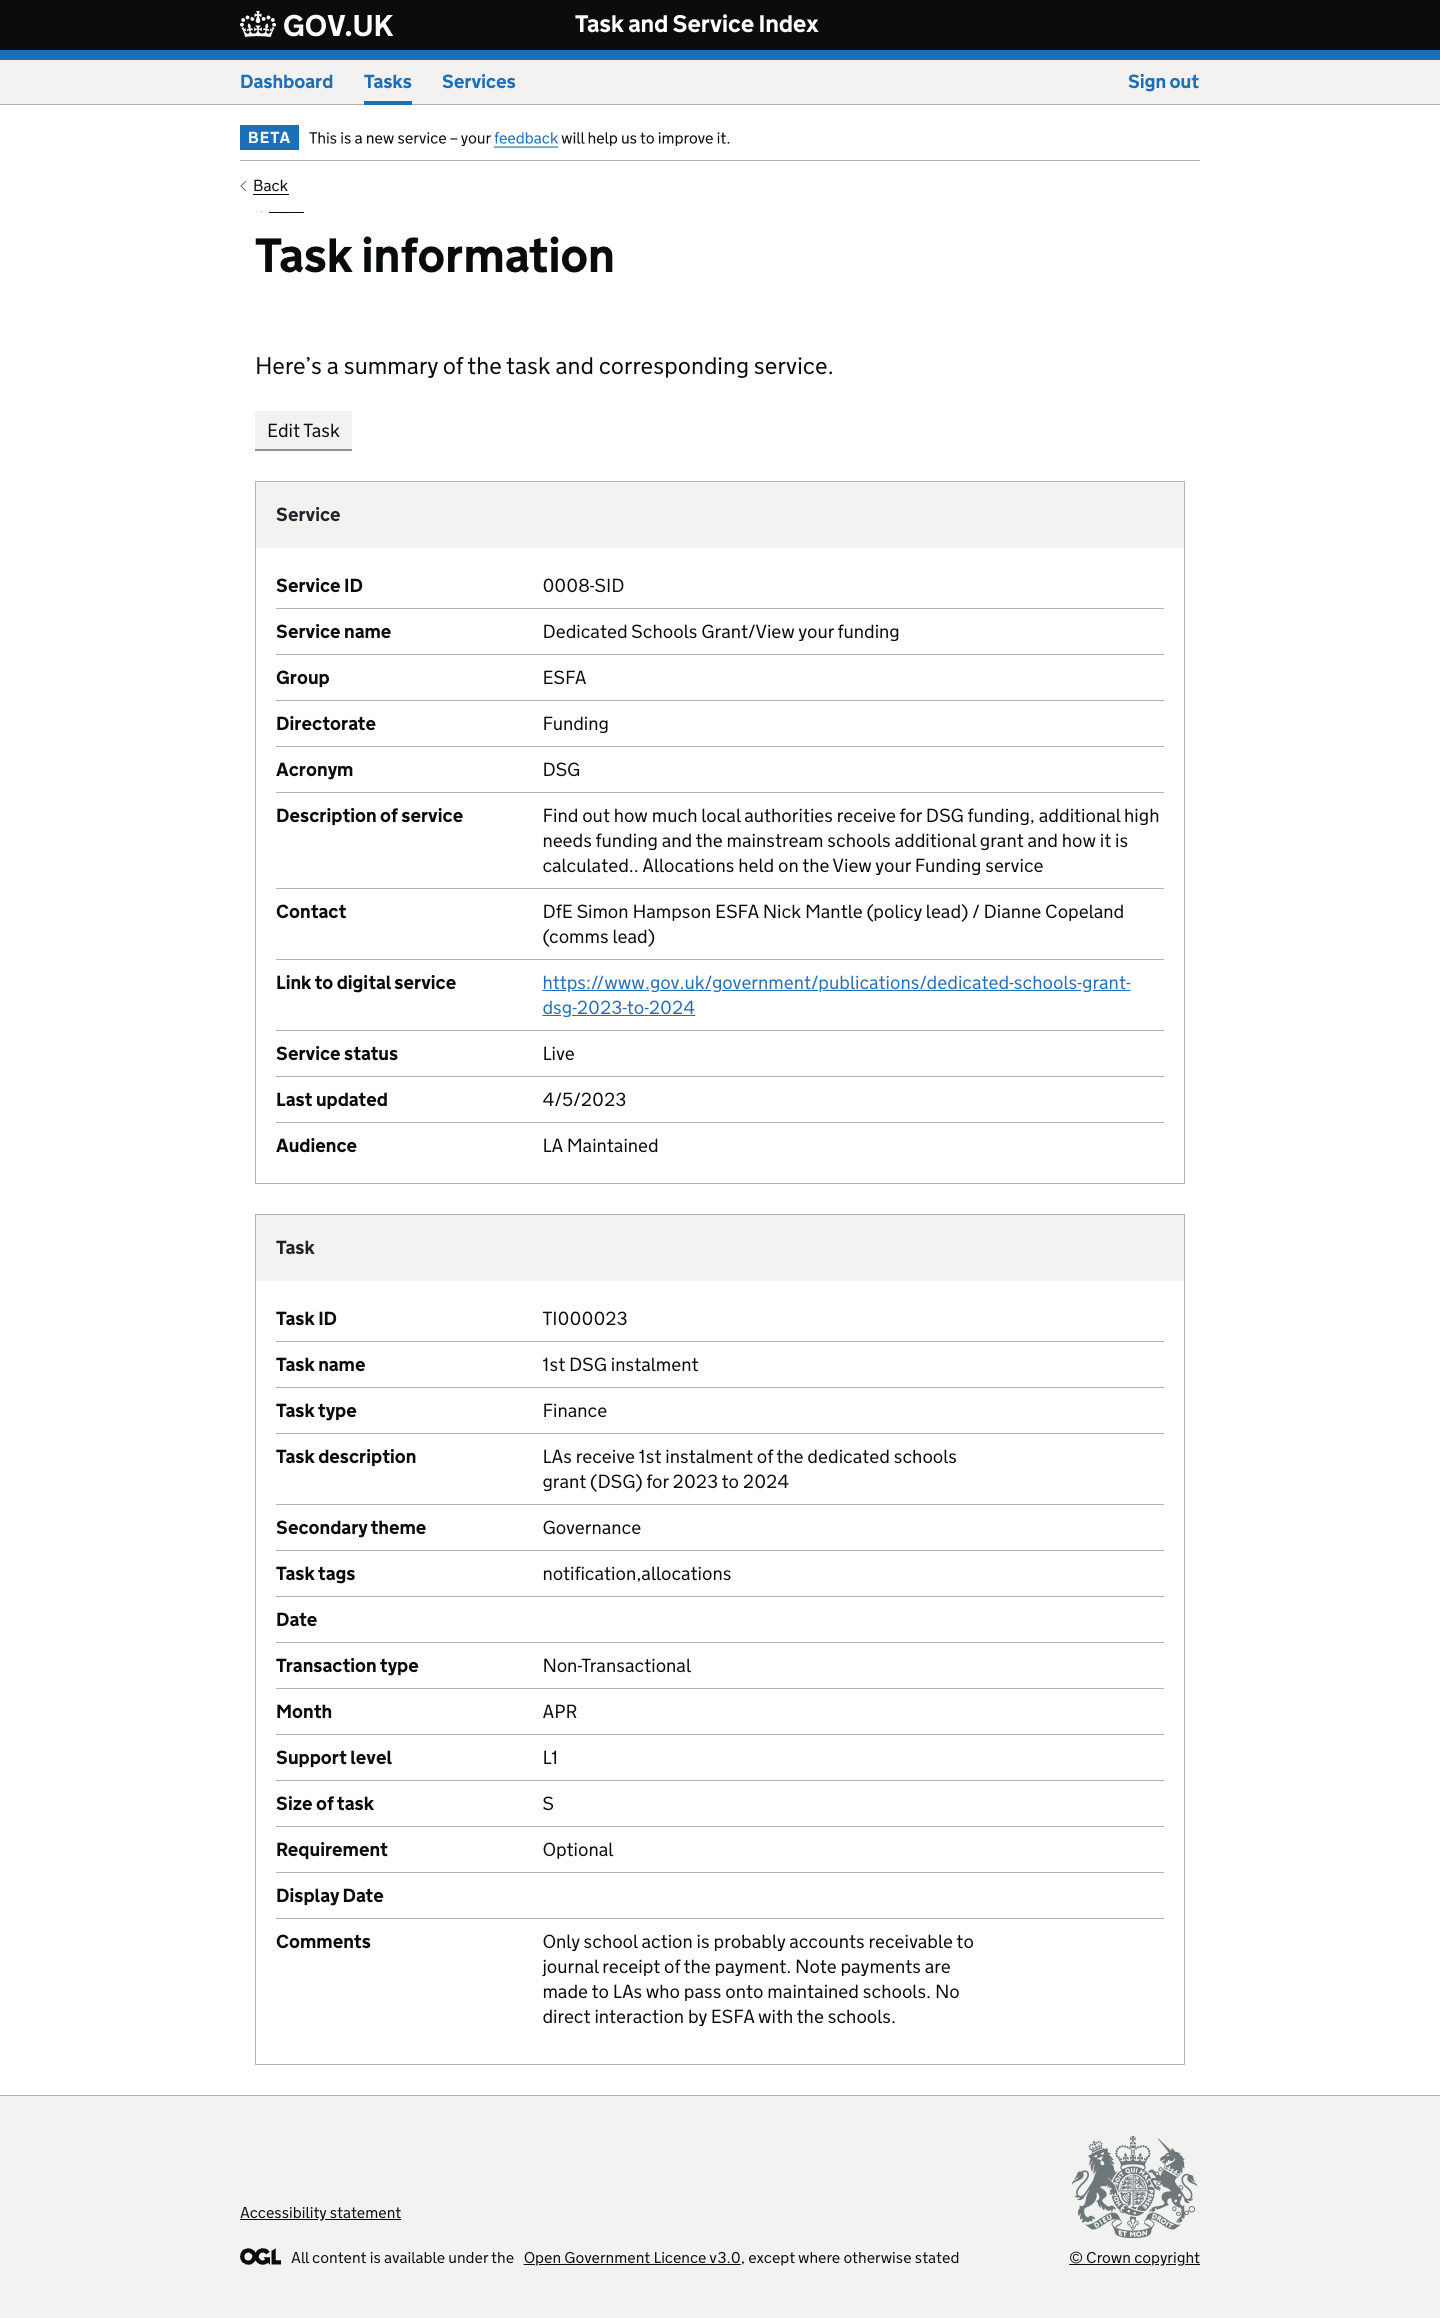 GOV.UK
Task and Service Index
Dashboard
Tasks
Services
Sign out
BETA
This is a new service – your feedback will help us to improve it.
Back
Task information
Here’s a summary of the task and corresponding service.
Edit Task
Service
Service ID
0008-SID
Service name
Dedicated Schools Grant/View your funding
Group
ESFA
Directorate
Funding
Acronym
DSG
Description of service
Find out how much local authorities receive for DSG funding, additional high
needs funding and the mainstream schools additional grant and how it is
calculated.. Allocations held on the View your Funding service
Contact
DfE Simon Hampson ESFA Nick Mantle (policy lead) / Dianne Copeland
(comms lead)
Link to digital service
https://www.gov.uk/government/publications/dedicated-schools-grant-
dsg-2023-to-2024
Service status
Live
Last updated
4/5/2023
Audience
LA Maintained
Task
Task ID
TI000023
Task name
1st DSG instalment
Task type
Finance
Task description
LAs receive 1st instalment of the dedicated schools
grant (DSG) for 2023 to 2024
Secondary theme
Governance
Task tags
notification,allocations
Date
Transaction type
Non-Transactional
Month
APR
Support level
L1
Size of task
S
Requirement
Optional
Display Date
Comments
Only school action is probably accounts receivable to
journal receipt of the payment. Note payments are
made to LAs who pass onto maintained schools. No
direct interaction by ESFA with the schools.
Accessibility statement
OGL
All content is available under the Open Government Licence v3.0, except where otherwise stated
DIEU ET MON DROIT
© Crown copyright